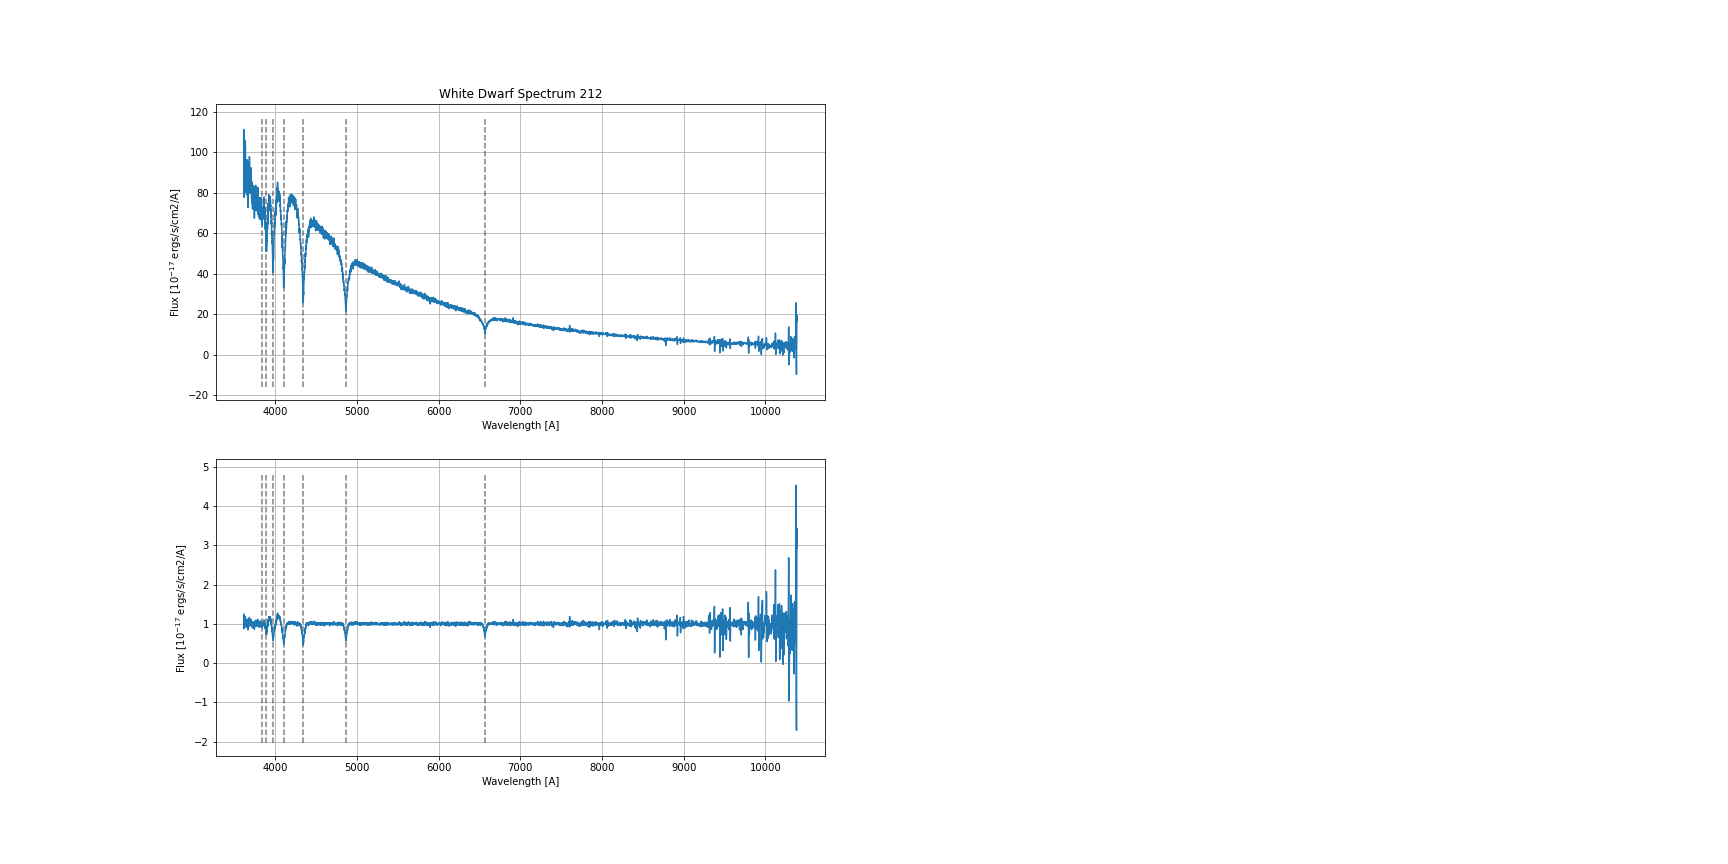 White Dwarf Spectrum 212
120
100
80
60
40
20
0
−20
Flux [10⁻¹⁷ ergs/s/cm2/A]
4000 5000 6000 7000 8000 9000 10000
Wavelength [A]
5
4
3
2
1
0
−1
−2
Flux [10⁻¹⁷ ergs/s/cm2/A]
4000 5000 6000 7000 8000 9000 10000
Wavelength [A]